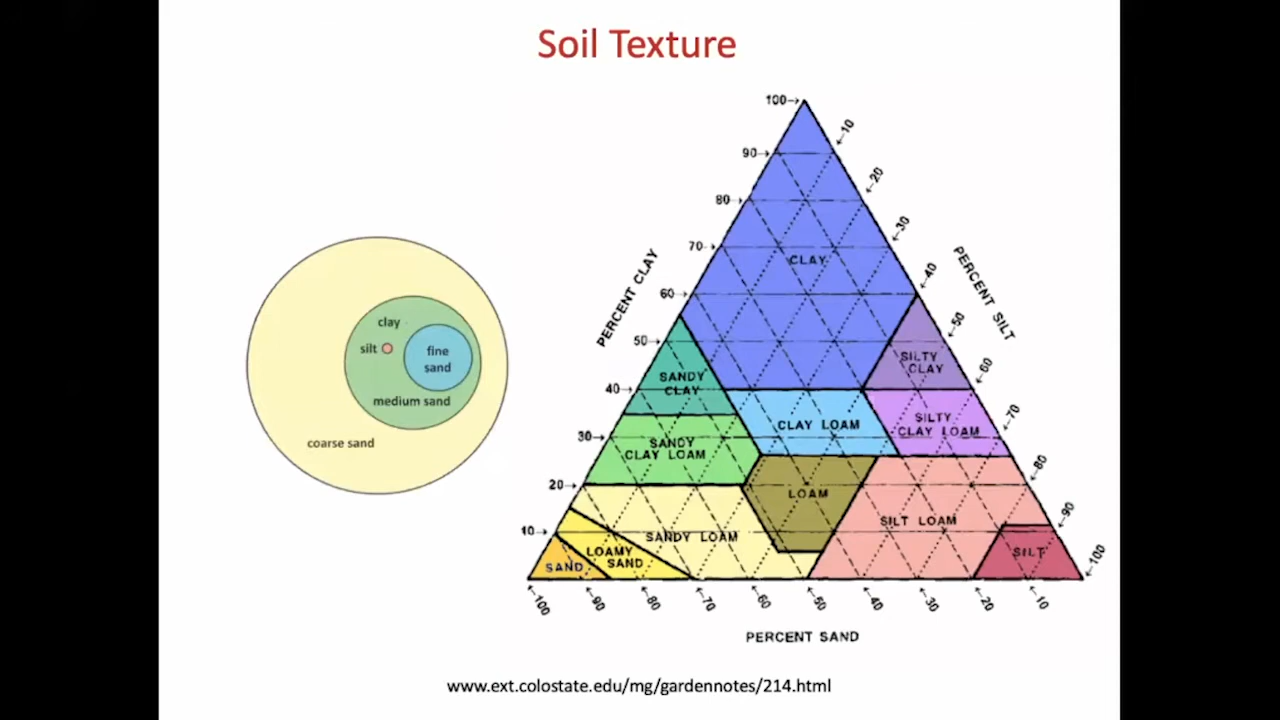 Soil Texture
clay
silt
fine
sand
medium sand
coarse sand
100
90
80
70
60
50
40
30
20
10
PERCENT CLAY
10
20
30
40
50
60
70
80
90
100
PERCENT SILT
CLAY
SILTY
CLAY
SANDY
CLAY
CLAY LOAM
SILTY
CLAY LOAM
SANDY
CLAY LOAM
LOAM
SILT LOAM
SANDY LOAM
LOAMY
SAND
SAND
SILT
100
90
80
70
60
50
40
30
20
10
PERCENT SAND
www.ext.colostate.edu/mg/gardennotes/214.html